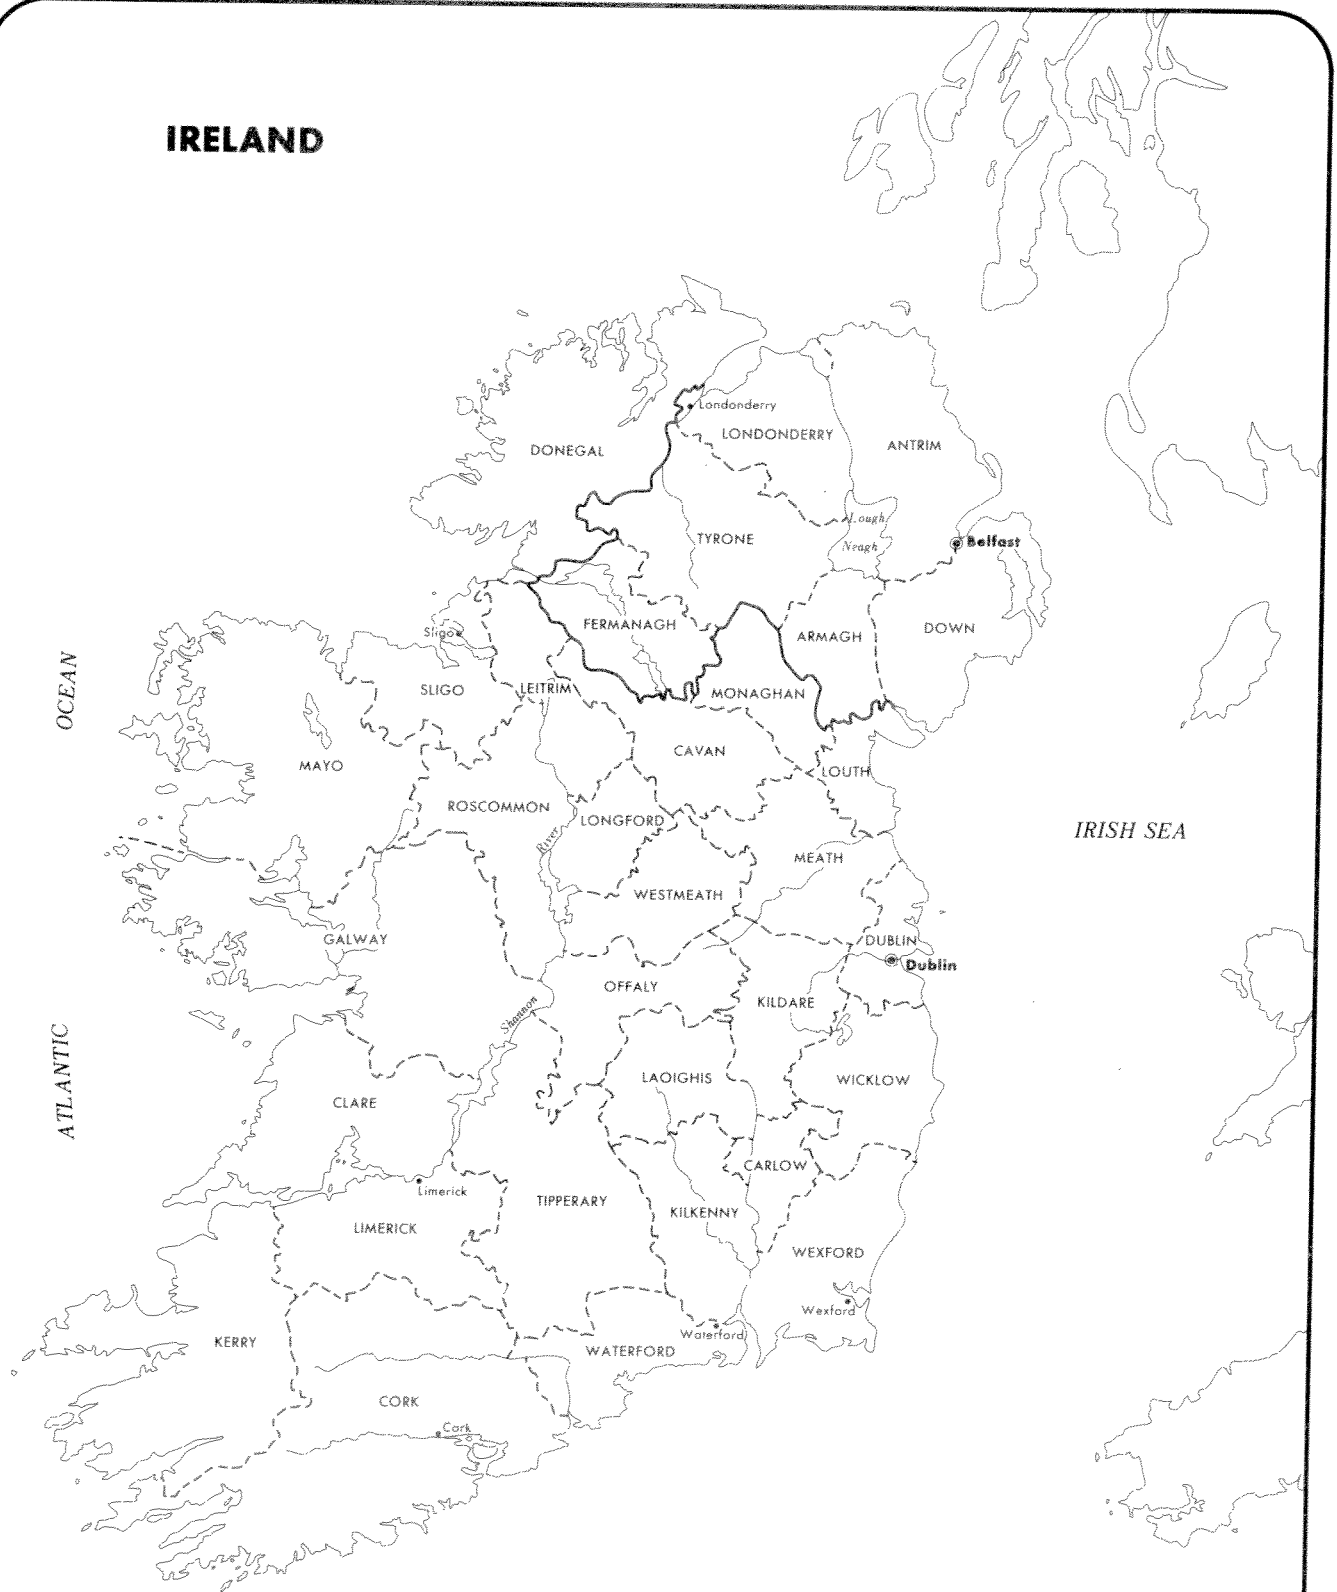 IRELAND
Londonderry
LONDONDERRY
DONEGAL
ANTRIM
Lough
Neagh
TYRONE
Belfast
FERMANAGH
Sligo
ARMAGH
DOWN
OCEAN
SLIGO
LEITRIM
MONAGHAN
CAVAN
MAYO
LOUTH
ROSCOMMON
LONGFORD
IRISH SEA
River
MEATH
WESTMEATH
GALWAY
DUBLIN
Dublin
OFFALY
KILDARE
Shannon
ATLANTIC
LAOIGHIS
WICKLOW
CLARE
CARLOW
Limerick
TIPPERARY
KILKENNY
LIMERICK
WEXFORD
Wexford
Waterford
KERRY
WATERFORD
CORK
Cork